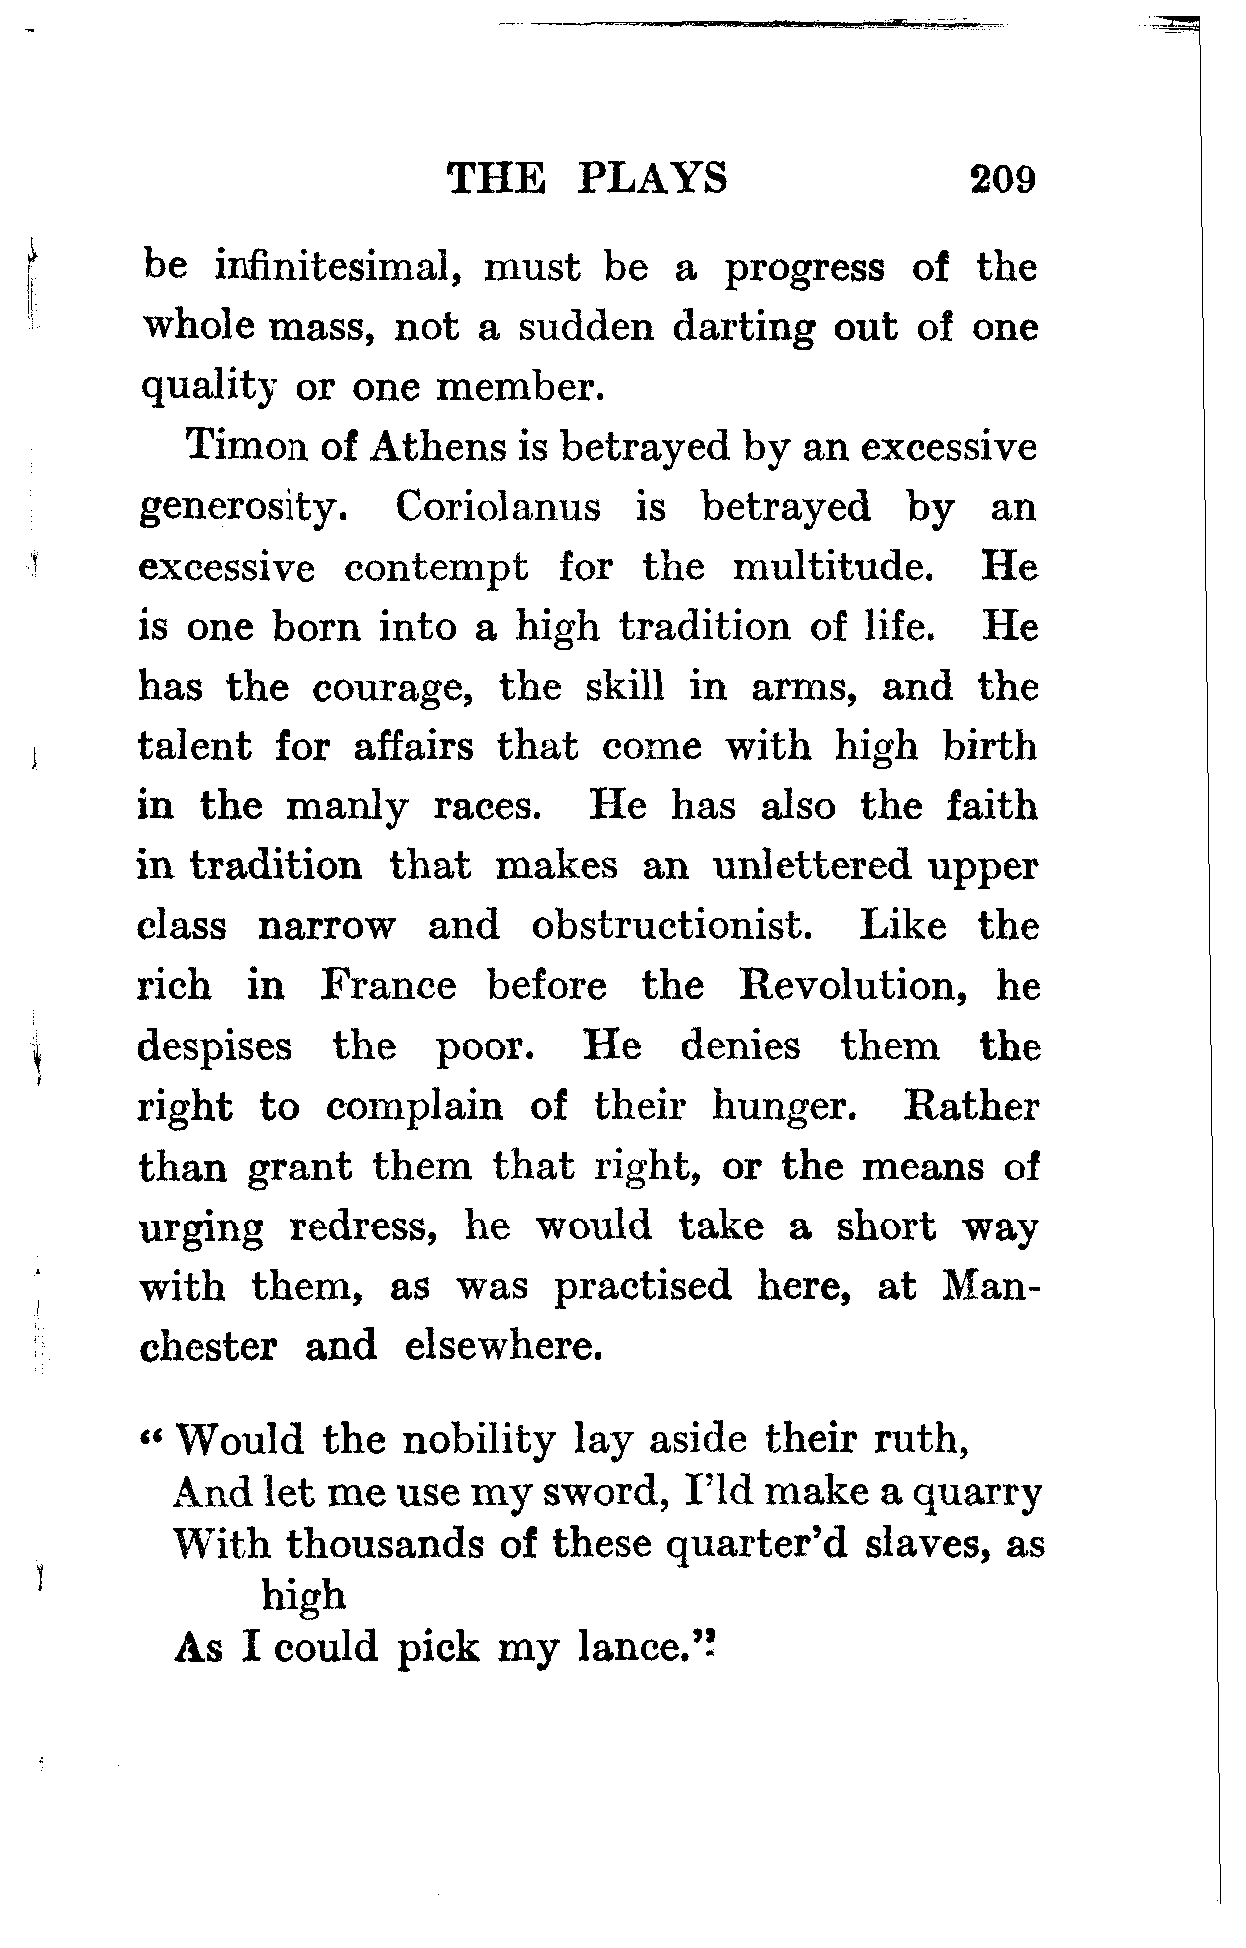 THE PLAYS 209
be infinitesimal, must be a progress of the
whole mass, not a sudden darting out of one
quality or one member.
Timon of Athens is betrayed by an excessive
generosity. Coriolanus is betrayed by an
excessive contempt for the multitude. He
is one born into a high tradition of life. He
has the courage, the skill in arms, and the
talent for affairs that come with high birth
in the manly races. He has also the faith
in tradition that makes an unlettered upper
class narrow and obstructionist. Like the
rich in France before the Revolution, he
despises the poor. He denies them the
right to complain of their hunger. Rather
than grant them that right, or the means of
urging redress, he would take a short way
with them, as was practised here, at Man-
chester and elsewhere.
“ Would the nobility lay aside their ruth,
And let me use my sword, I’ld make a quarry
With thousands of these quarter’d slaves, as
high
As I could pick my lance.”